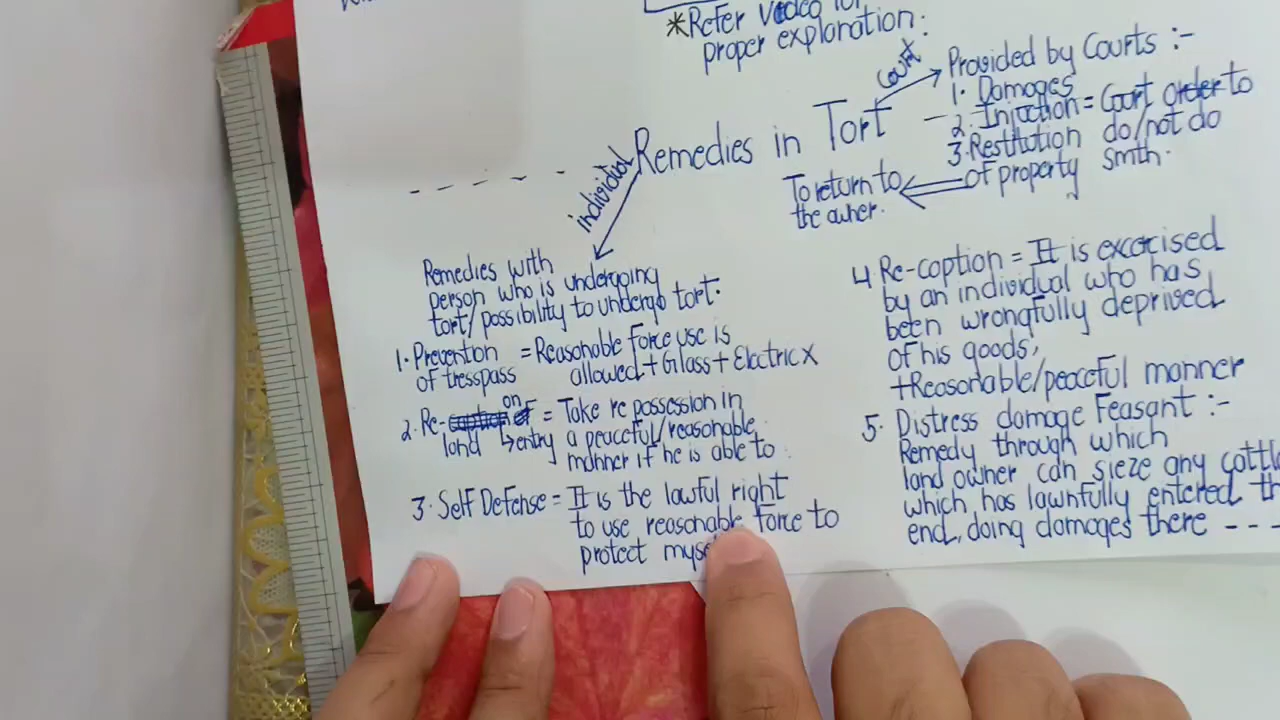 *Refer video for
proper explanation:
Court
Provided by Courts :-
1. Damages
2. Injuction = Court order to
do/not do
smth.
3. Restitution
of property
To return to
the owner.
Remedies in Tort
individual
Remedies with
person who is undergoing
tort/possibility to undergo tort.
1. Prevention = Reasonable Force use is
of tresspass allowed + Glass + Electric x
2. Re- on = Take re possession in
land entry a peaceful/reasonable
manner if he is able to.
3. Self Defense = It is the lawful right
to use reasonable force to
protect
4 Re-caption = It is excercised
by an individual who has
been wrongfully deprived
of his goods,
+Reasonable/peaceful manner
5. Distress damage Feasant :-
Remedy through which
land owner can sieze any cattle
which has lawnfully entered
end, doing damages there ---